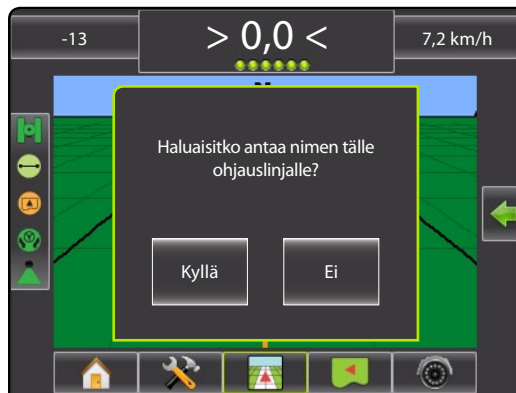 -13
> 0,0 <
7,2 km/h
Haluaisitko antaa nimen tälle
ohjauslinjalle?
Kyllä
Ei